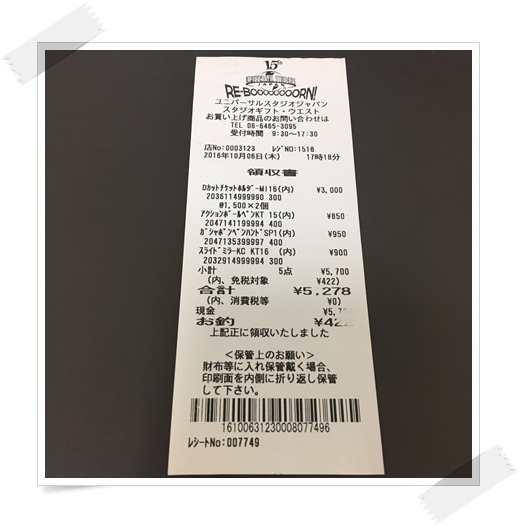 15th
JAPAN
RE-BOOOOOOORN!
ユニバーサルスタジオジャパン
スタジオギフト・ウエスト
お買い上げ商品のお問い合わせは
TEL 06-6465-3095
受付時間 9:30~17:30
店No:0003123 レジNO:1510
2016年10月06日(木) 17時18分
領収書
Dカットチケットホルダ-MI16(内) ¥3,000
2036114999990 300
@1,500×2個
アクションボールペンKT 15(内) ¥850
2047141199994 400
ガシャポンペンハンドSP1(内) ¥950
2047135399997 400
スライドミラーKC KT16 (内) ¥900
2032914999994 300
小計 5点 ¥5,700
(内、免税対象 ¥422)
合計 ¥5,278
(内、消費税等 ¥0)
現金 ¥5,7
お釣 ¥42
上記正に領収いたしました
<保管上のお願い>
財布等に入れ保管戴く場合、
印刷面を内側に折り返し保管
して下さい。
16100631230008077496
レシートNo:007749